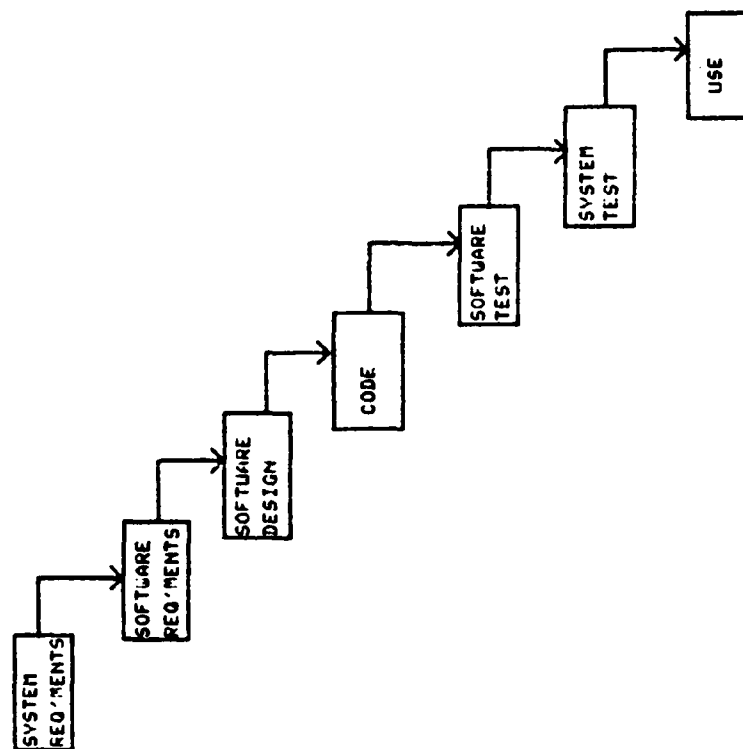 SYSTEM
REQ'MENTS
SOFTWARE
REQ'MENTS
SOFTWARE
DESIGN
CODE
SOFTWARE
TEST
SYSTEM
TEST
USE